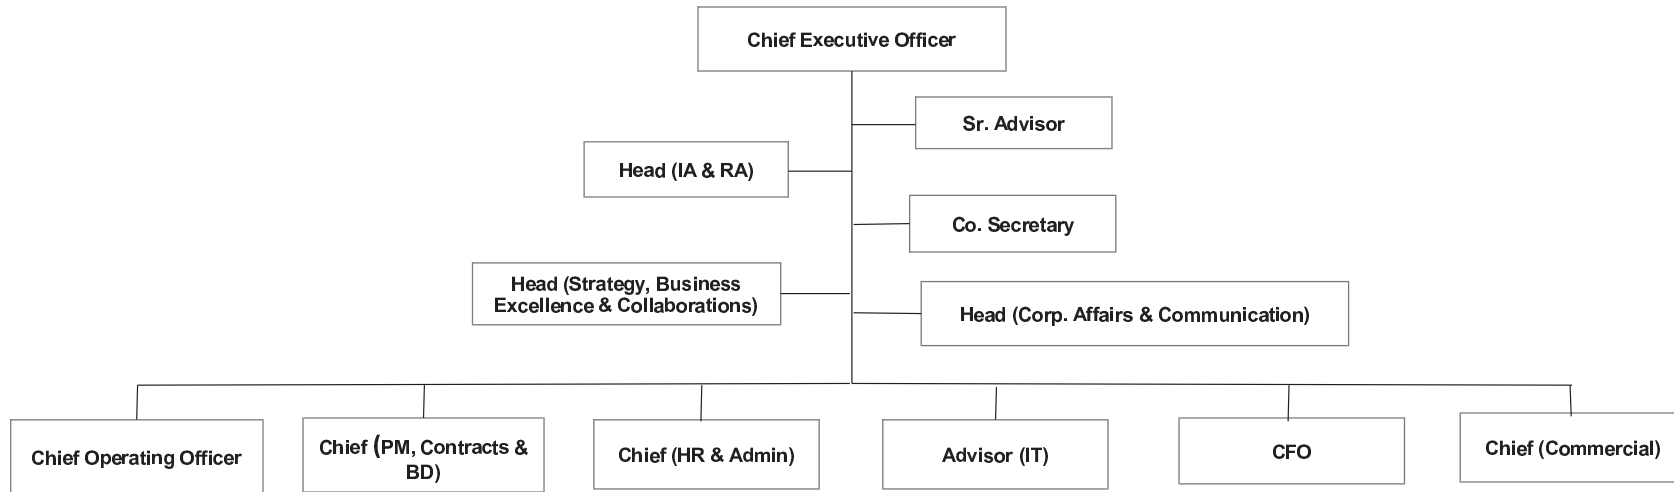 Chief Executive Officer
Sr. Advisor
Head (IA & RA)
Co. Secretary
Head (Strategy, Business
Excellence & Collaborations)
Head (Corp. Affairs & Communication)
Chief Operating Officer
Chief (PM, Contracts &
BD)
Chief (HR & Admin)
Advisor (IT)
CFO
Chief (Commercial)